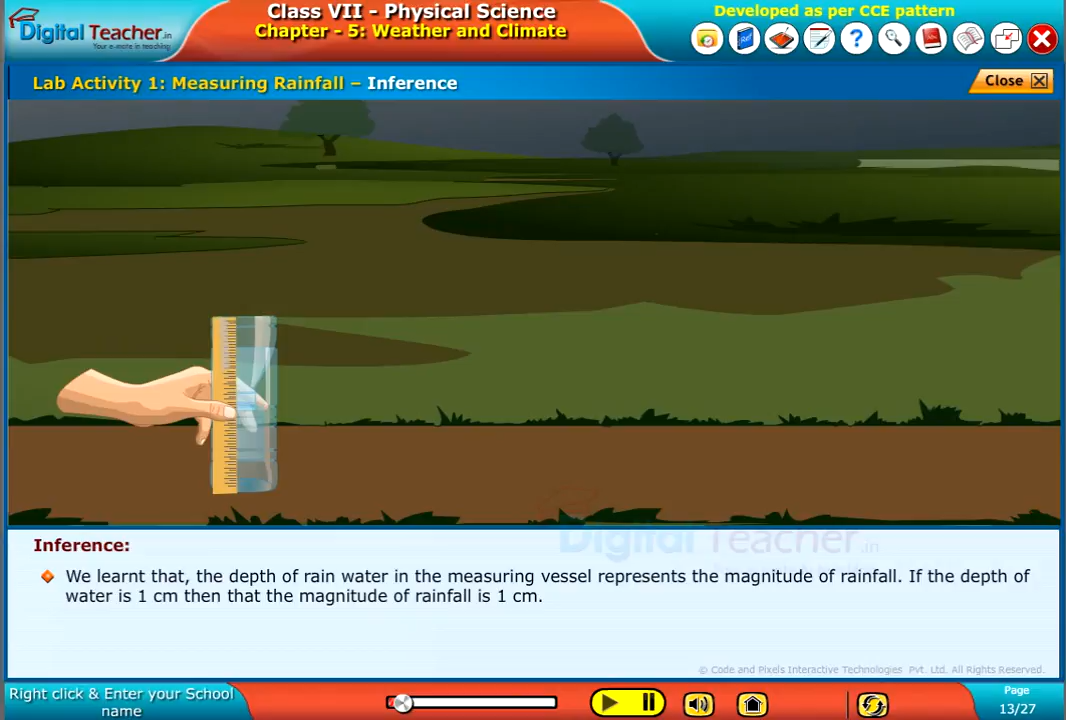 Digital Teacher.in
Your e-mate in teaching
Class VII - Physical Science
Chapter - 5: Weather and Climate
Developed as per CCE pattern
Lab Activity 1: Measuring Rainfall – Inference
Close
Digital Teacher.in
Inference:
We learnt that, the depth of rain water in the measuring vessel represents the magnitude of rainfall. If the depth of
water is 1 cm then that the magnitude of rainfall is 1 cm.
© Code and Pixels Interactive Technologies Pvt. Ltd. All Rights Reserved.
Right click & Enter your School
name
Page
13/27